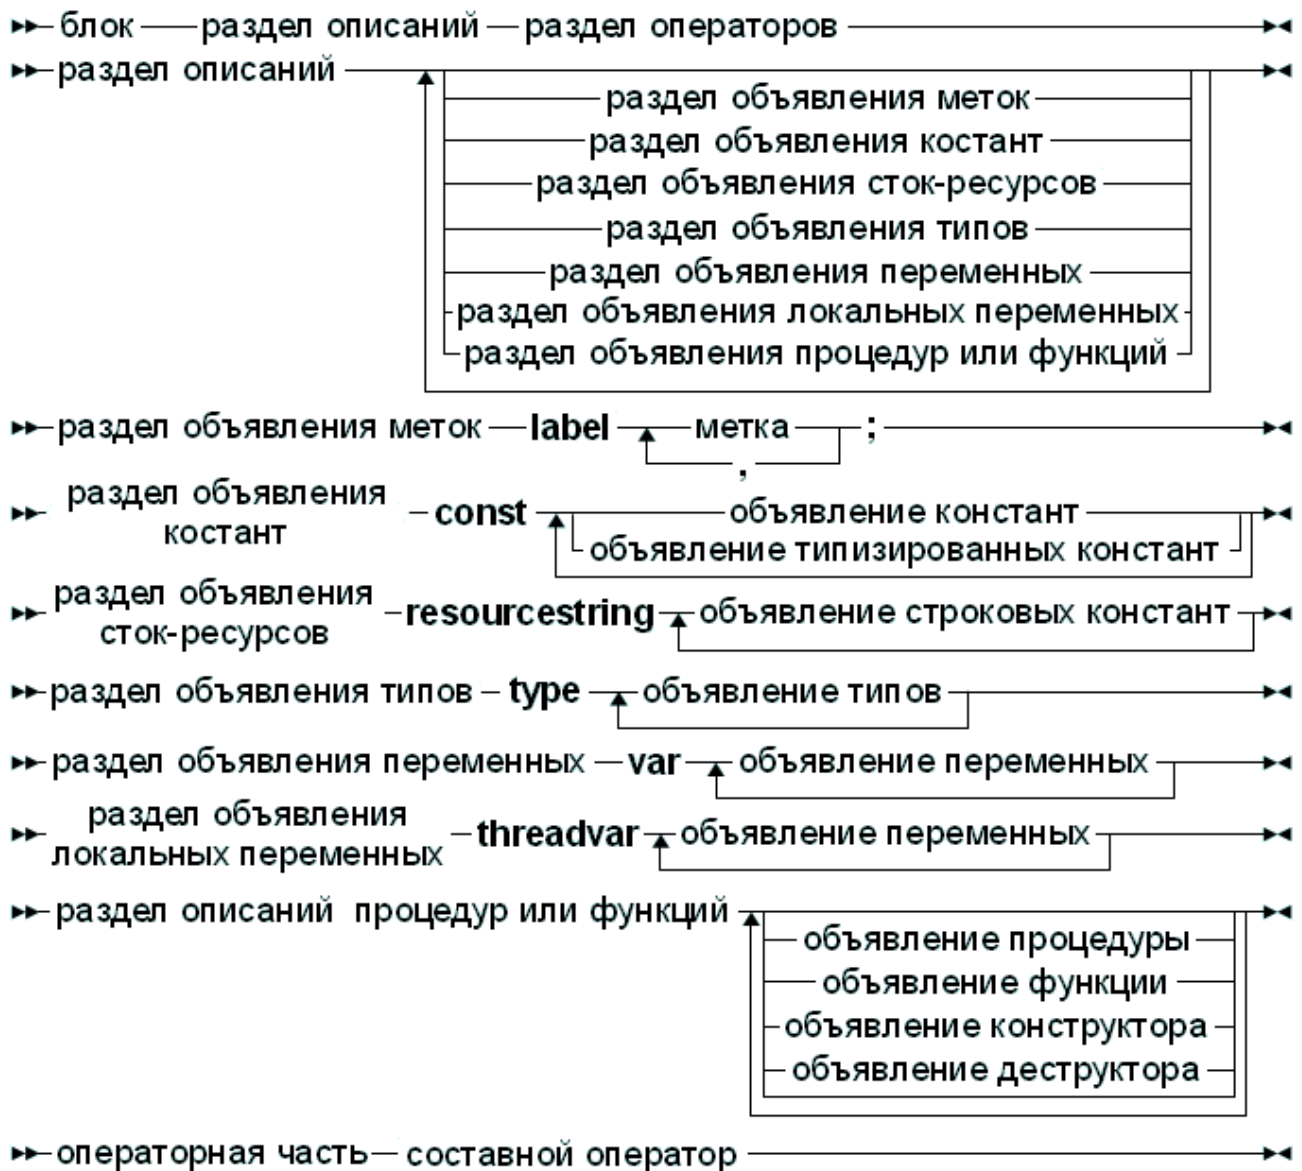 блок раздел описаний раздел операторов
раздел описаний
раздел объявления меток
раздел объявления костант
раздел объявления сток-ресурсов
раздел объявления типов
раздел объявления переменных
раздел объявления локальных переменных
раздел объявления процедур или функций
раздел объявления меток label метка ;
,
раздел объявления
костант
const объявление констант
объявление типизированных констант
раздел объявления
сток-ресурсов
resourcestring объявление строковых констант
раздел объявления типов type объявление типов
раздел объявления переменных var объявление переменных
раздел объявления
локальных переменных
threadvar объявление переменных
раздел описаний процедур или функций
объявление процедуры
объявление функции
объявление конструктора
объявление деструктора
операторная часть составной оператор